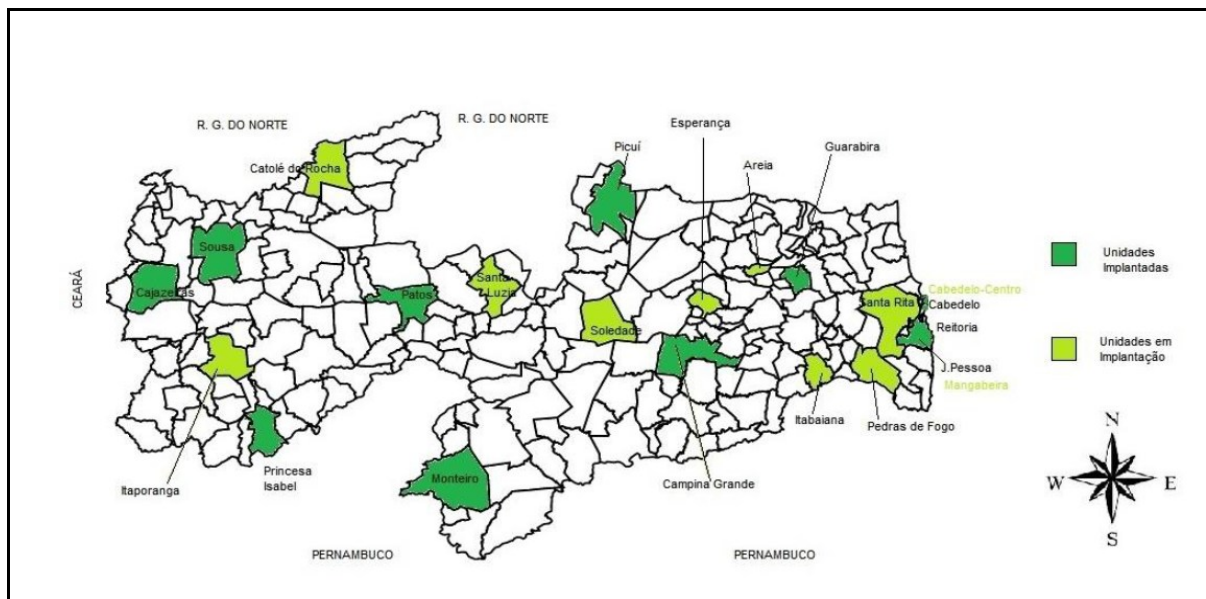 R. G. DO NORTE
R. G. DO NORTE
Esperança
Picuí
Areia
Guarabira
Catolé do Rocha
CEARÁ
Sousa
Cajazeiras
Patos
Santa
Luzia
Soledade
Santa Rita
Cabedelo-Centro
Cabedelo
Reitoria
J.Pessoa
Mangabeira
Unidades
Implantadas
Unidades em
Implantação
Itabaiana
Pedras de Fogo
Itaporanga
Princesa
Isabel
Monteiro
Campina Grande
PERNAMBUCO
PERNAMBUCO
N
W
E
S